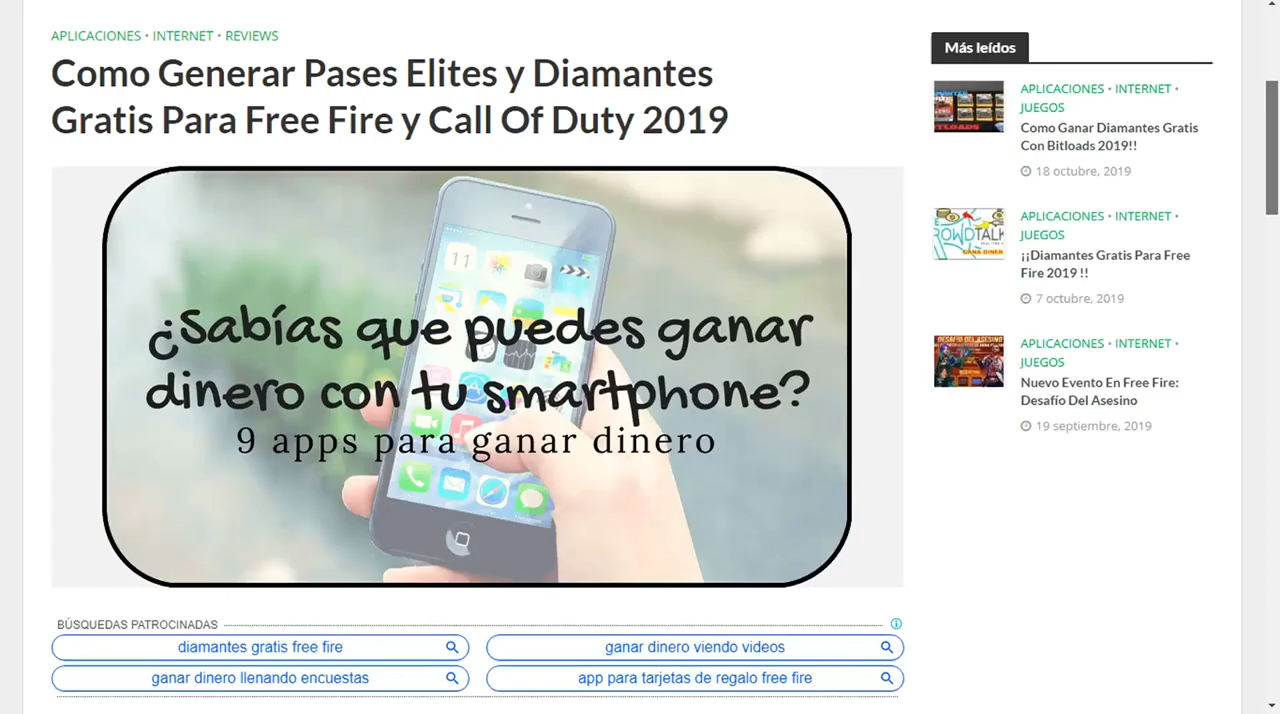 APLICACIONES • INTERNET • REVIEWS
Como Generar Pases Elites y Diamantes
Gratis Para Free Fire y Call Of Duty 2019
11
¿Sabías que puedes ganar
dinero con tu smartphone?
9 apps para ganar dinero
BÚSQUEDAS PATROCINADAS
diamantes gratis free fire
ganar dinero viendo videos
ganar dinero llenando encuestas
app para tarjetas de regalo free fire
Más leídos
APLICACIONES • INTERNET •
JUEGOS
Como Ganar Diamantes Gratis
Con Bitloads 2019!!
18 octubre, 2019
APLICACIONES • INTERNET •
JUEGOS
¡¡Diamantes Gratis Para Free
Fire 2019 !!
7 octubre, 2019
APLICACIONES • INTERNET •
JUEGOS
Nuevo Evento En Free Fire:
Desafío Del Asesino
19 septiembre, 2019